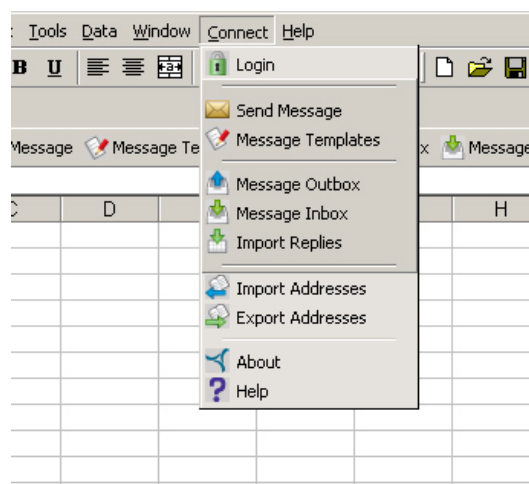 : Tools Data Window Connect Help
B U a
Login
Send Message
Message Message Te Message Templates x Message
Message Outbox
C D Message Inbox H
Import Replies
Import Addresses
Export Addresses
About
? Help